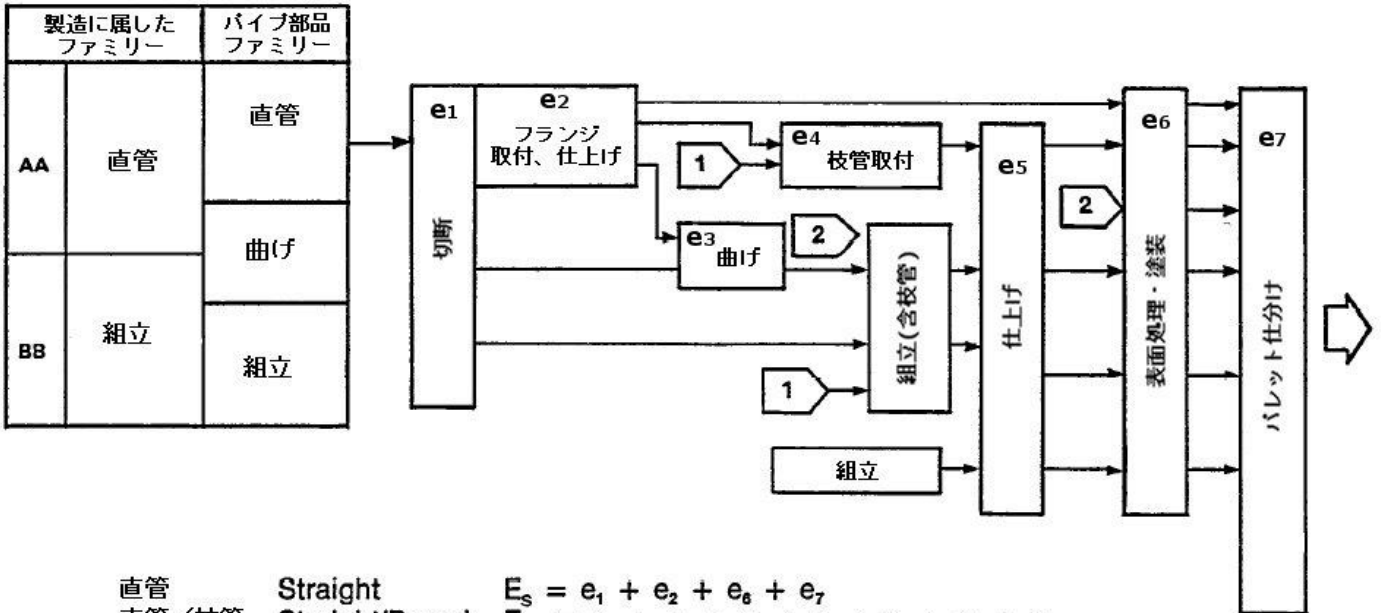 製造に属した
ファミリー
パイプ部品
ファミリー
AA
直管
BB
組立
直管
曲げ
組立
e1
切断
e2
フランジ
取付、仕上げ
1
e4
枝管取付
e3
曲げ
2
組立(含枝管)
1
組立
e5
仕上げ
2
e6
表面処理・塗装
e7
パレット仕分け
直管 Straight Es = e1 + e2 + e6 + e7